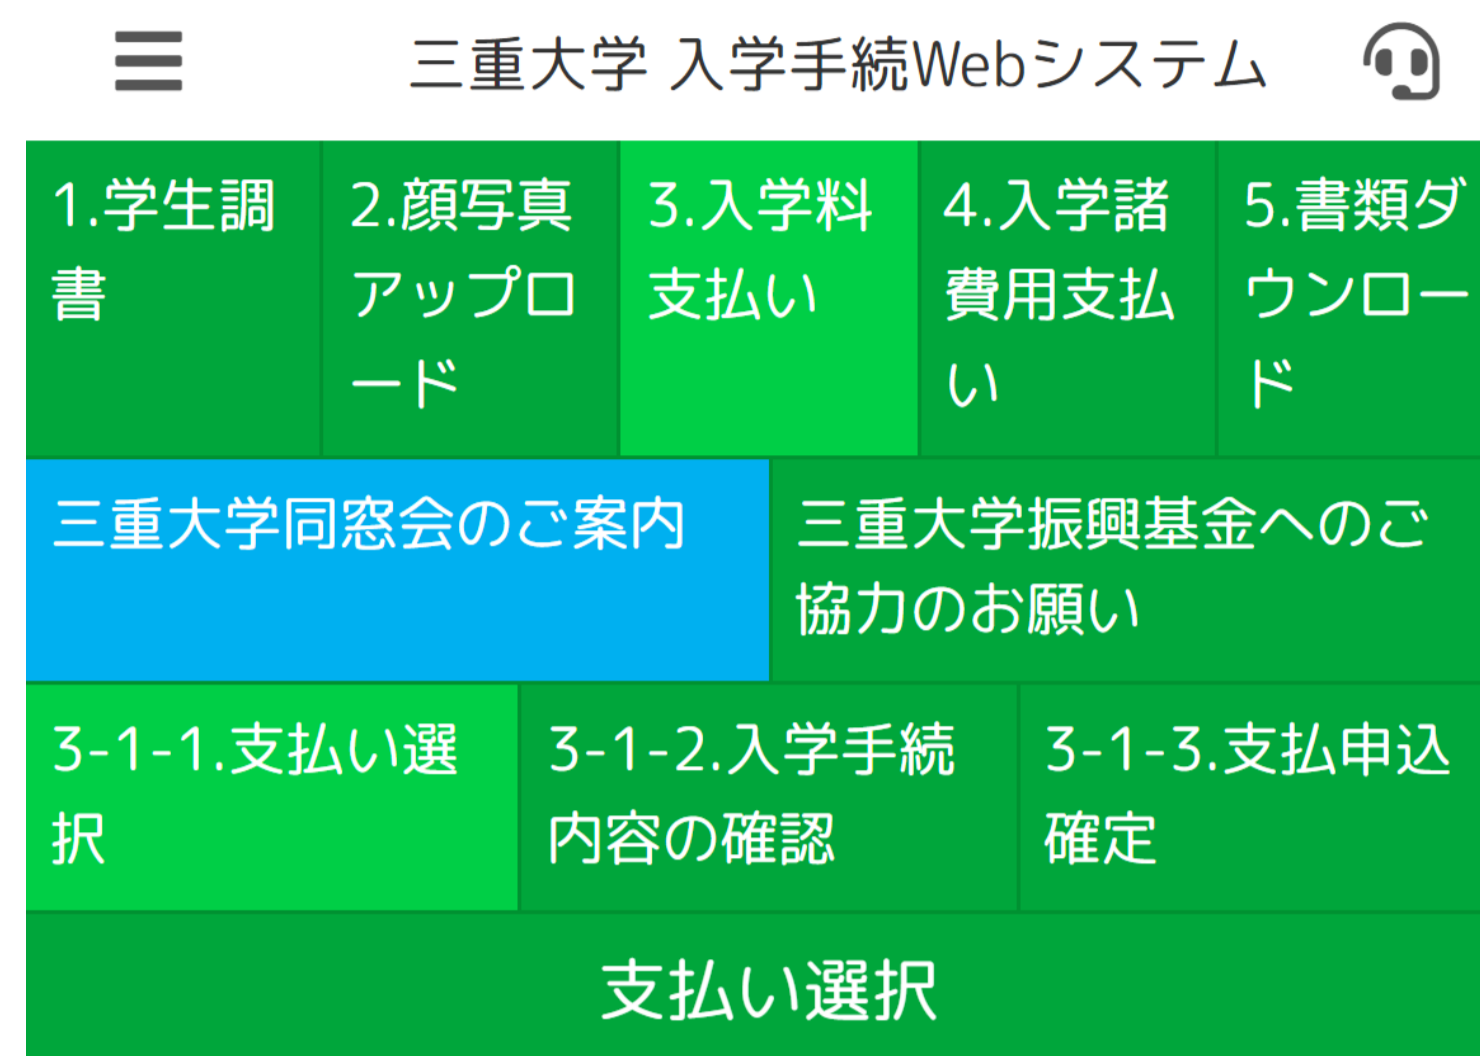 三重大学 入学手続Webシステム
1.学生調
書
2.顔写真
アップロ
ード
3.入学料
支払い
4.入学諸
費用支払
い
5.書類ダ
ウンロー
ド
三重大学同窓会のご案内
三重大学振興基金へのご
協力のお願い
3-1-1.支払い選
択
3-1-2.入学手続
内容の確認
3-1-3.支払申込
確定
支払い選択